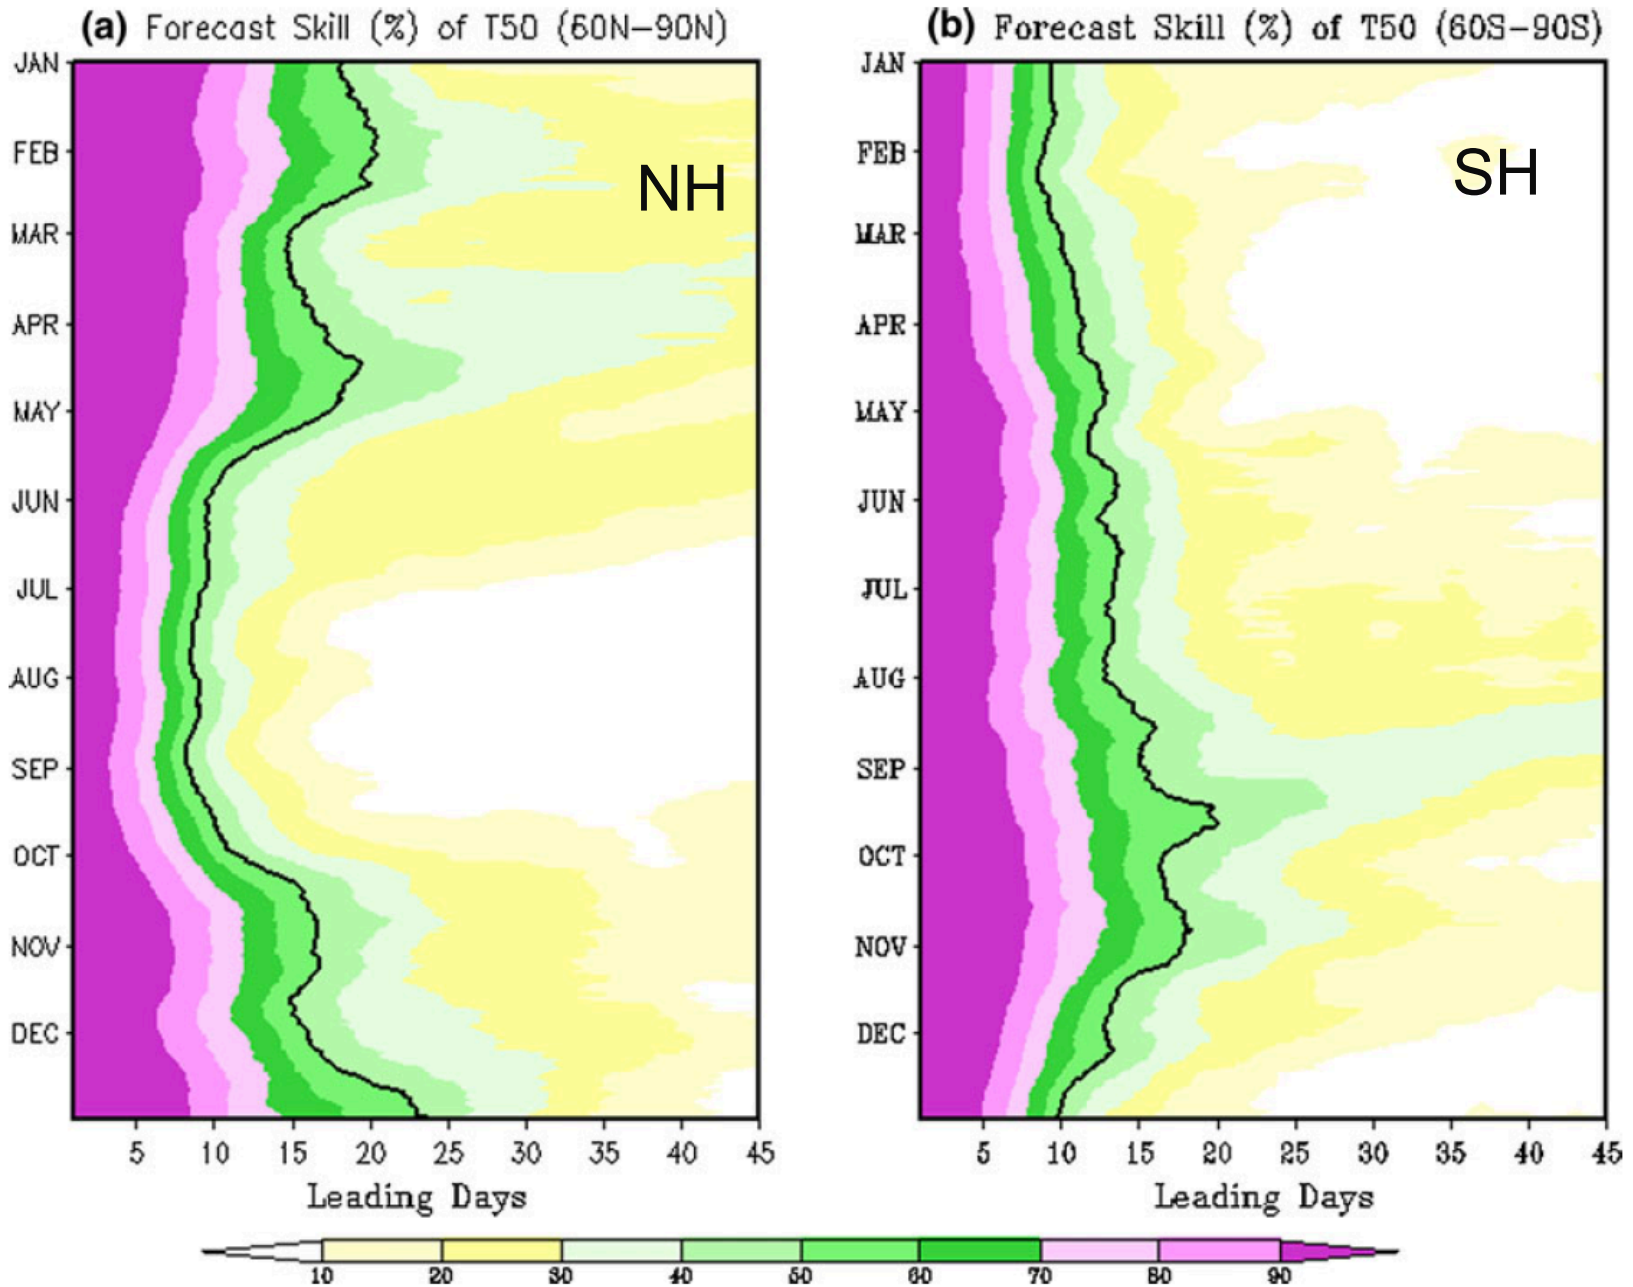 (a) Forecast Skill (%) of T50 (60N-90N)
JAN
FEB
MAR
APR
MAY
JUN
JUL
AUG
SEP
OCT
NOV
DEC
NH
5 10 15 20 25 30 35 40 45
Leading Days
(b) Forecast Skill (%) of T50 (60S-90S)
JAN
FEB
MAR
APR
MAY
JUN
JUL
AUG
SEP
OCT
NOV
DEC
SH
5 10 15 20 25 30 35 40 45
Leading Days
10 20 30 40 50 60 70 80 90